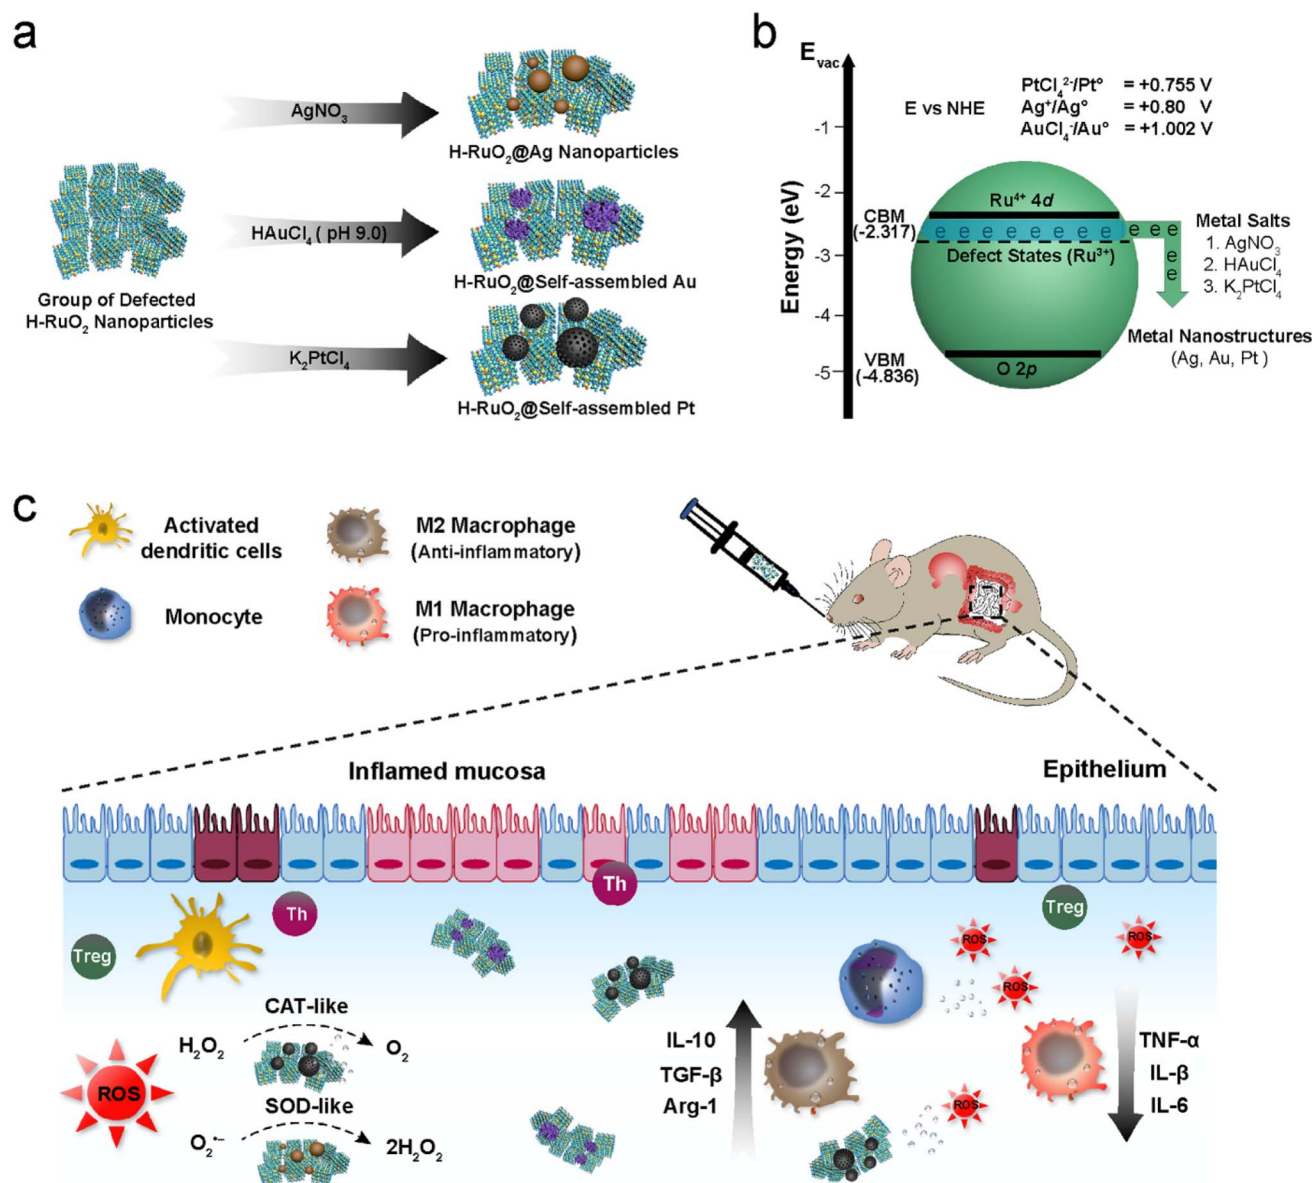 a
AgNO₃
H-RuO₂@Ag Nanoparticles
HAuCl₄ ( pH 9.0)
H-RuO₂@Self-assembled Au
Group of Defected
H-RuO₂ Nanoparticles
K₂PtCl₄
H-RuO₂@Self-assembled Pt
b
Evac
Energy (eV)
-1
-2
-3
-4
-5
E vs NHE
PtCl₄²⁻/Pt° = +0.755 V
Ag⁺/Ag° = +0.80 V
AuCl₄⁻/Au° = +1.002 V
CBM
(-2.317)
VBM
(-4.836)
Ru⁴⁺ 4d
e e e e e e e e e e e
e
e
Defect States (Ru³⁺)
O 2p
Metal Salts
1. AgNO₃
2. HAuCl₄
3. K₂PtCl₄
Metal Nanostructures
(Ag, Au, Pt )
c
Activated
dendritic cells
M2 Macrophage
(Anti-inflammatory)
Monocyte
M1 Macrophage
(Pro-inflammatory)
Inflamed mucosa
Epithelium
Treg
Th
Th
Treg
ROS
ROS
ROS
CAT-like
H₂O₂
O₂
ROS
SOD-like
O₂•⁻
2H₂O₂
IL-10
TGF-β
Arg-1
ROS
TNF-α
IL-β
IL-6